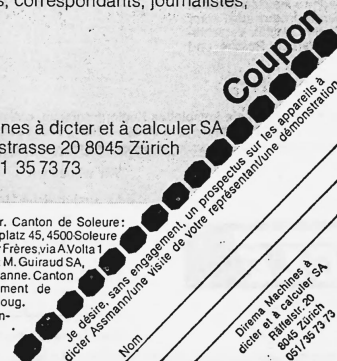 s, correspondants, journalistes,
nes à dicter et à calculer SA
strasse 20 8045 Zürich
1 35 73 73
r. Canton de Soleure:
platz 45, 4500 Soleure
r Frères, via A. Volta 1
M. Guiraud SA,
anne. Canton
ment de
oug.
n-
Coupon
Je désire, sans engagement, un prospectus sur les appareils à
dicter Assmann/une visite de votre représentant/une démonstration
Nom
Direma Machines à
dicter et à calculer SA
Räffelstr. 20
8045 Zürich
051/35 73 73